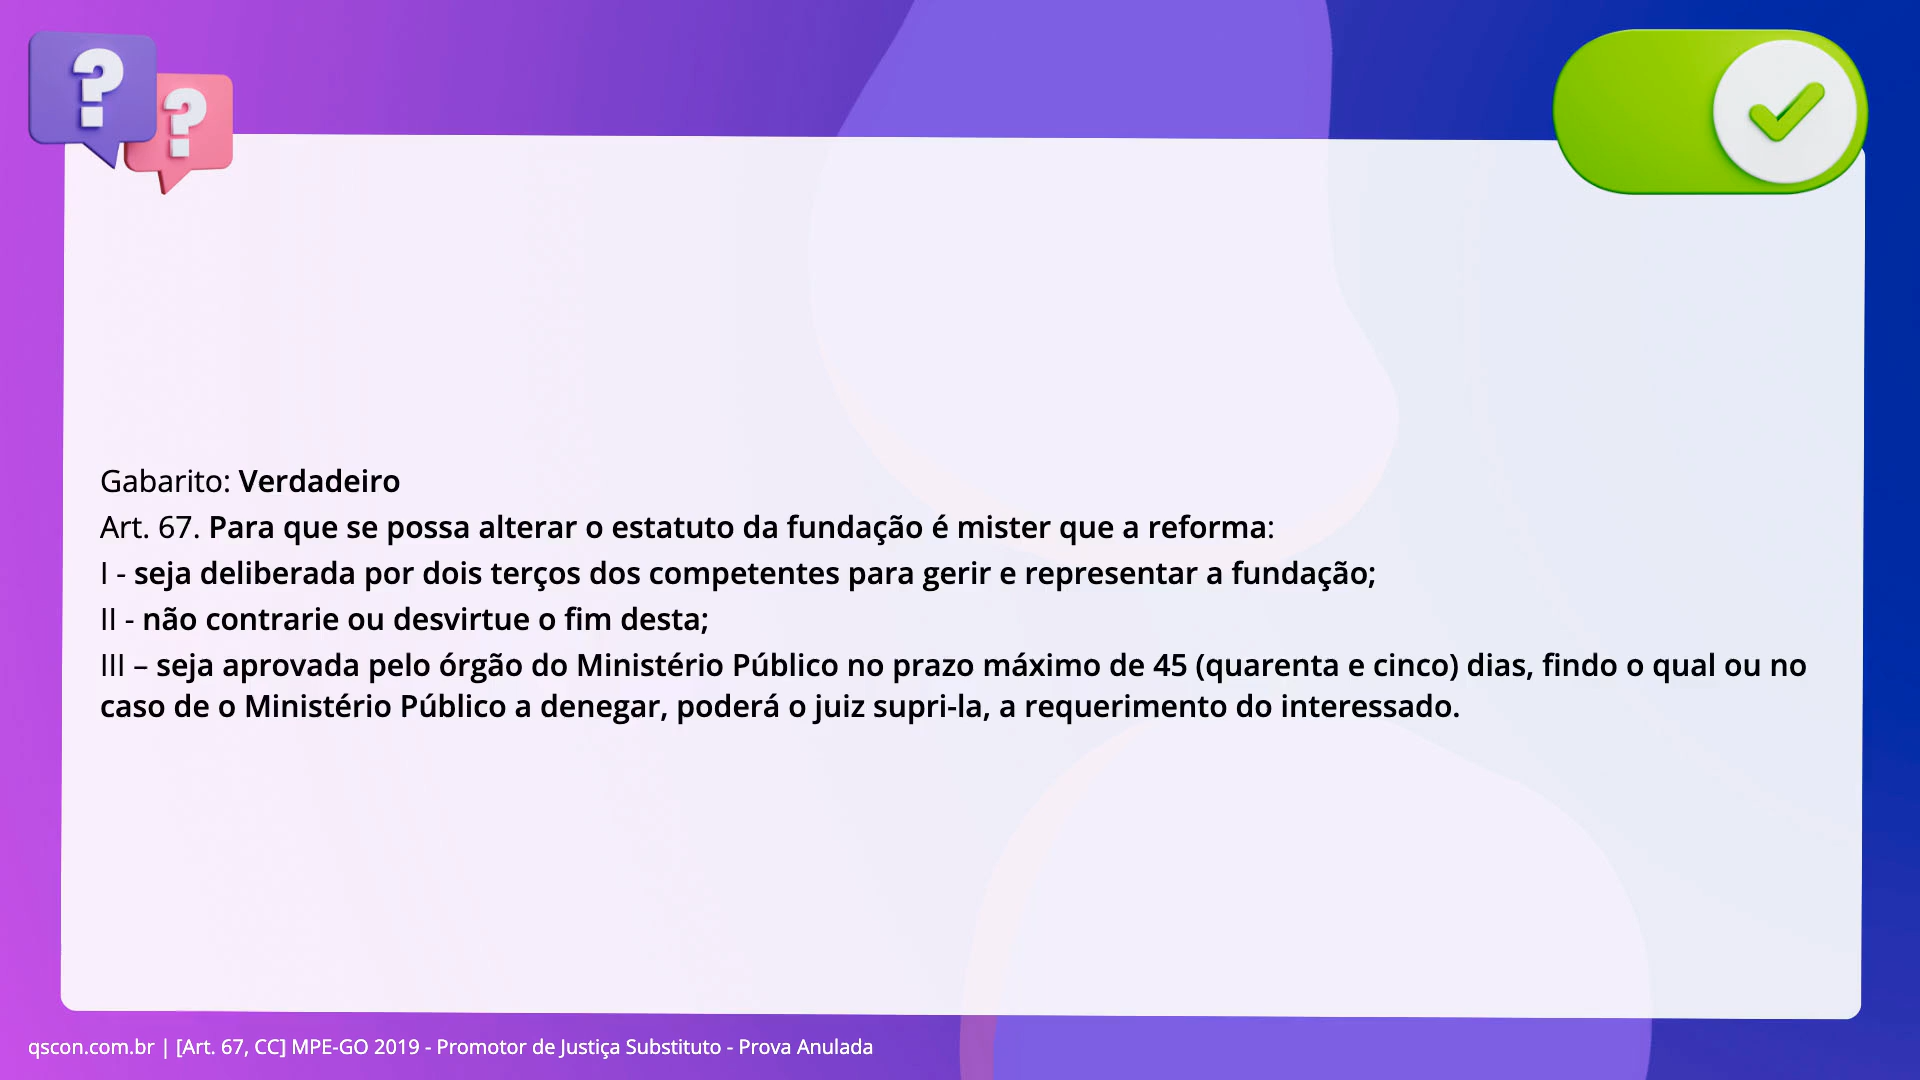 ?
?
Gabarito: Verdadeiro
Art. 67. Para que se possa alterar o estatuto da fundação é mister que a reforma:
I - seja deliberada por dois terços dos competentes para gerir e representar a fundação;
II - não contrarie ou desvirtue o fim desta;
III – seja aprovada pelo órgão do Ministério Público no prazo máximo de 45 (quarenta e cinco) dias, findo o qual ou no
caso de o Ministério Público a denegar, poderá o juiz supri-la, a requerimento do interessado.
qscon.com.br | [Art. 67, CC] MPE-GO 2019 - Promotor de Justiça Substituto - Prova Anulada